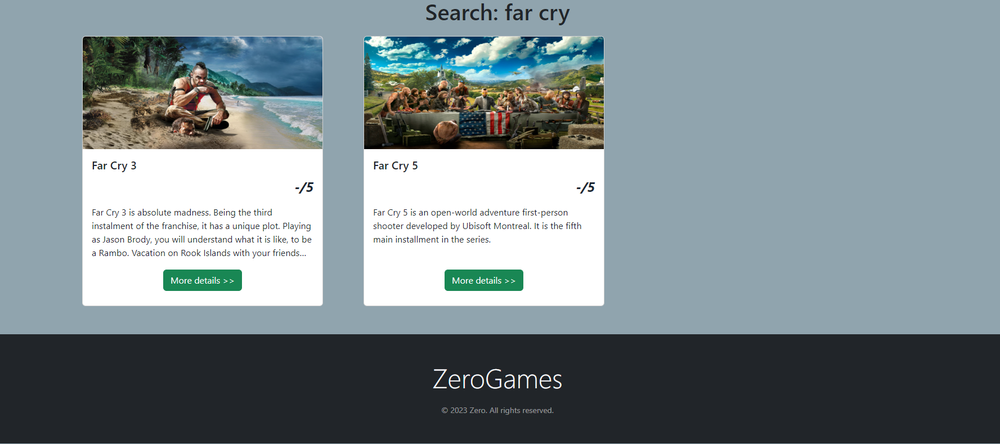 Search: far cry
Far Cry 3
-/5
Far Cry 3 is absolute madness. Being the third
instalment of the franchise, it has a unique plot. Playing
as Jason Brody, you will understand what it is like, to be
a Rambo. Vacation on Rook Islands with your friends...
More details >>
Far Cry 5
-/5
Far Cry 5 is an open-world adventure first-person
shooter developed by Ubisoft Montreal. It is the fifth
main installment in the series.
More details >>
ZeroGames
© 2023 Zero. All rights reserved.